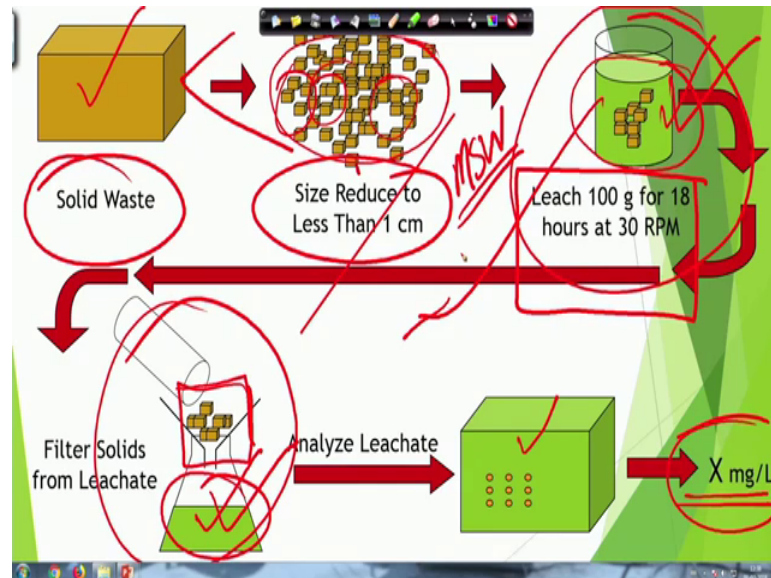 Solid Waste
Size Reduce to
Less Than 1 cm
MSW
Leach 100 g for 18
hours at 30 RPM
Filter Solids
from Leachate
Analyze Leachate
X mg/L